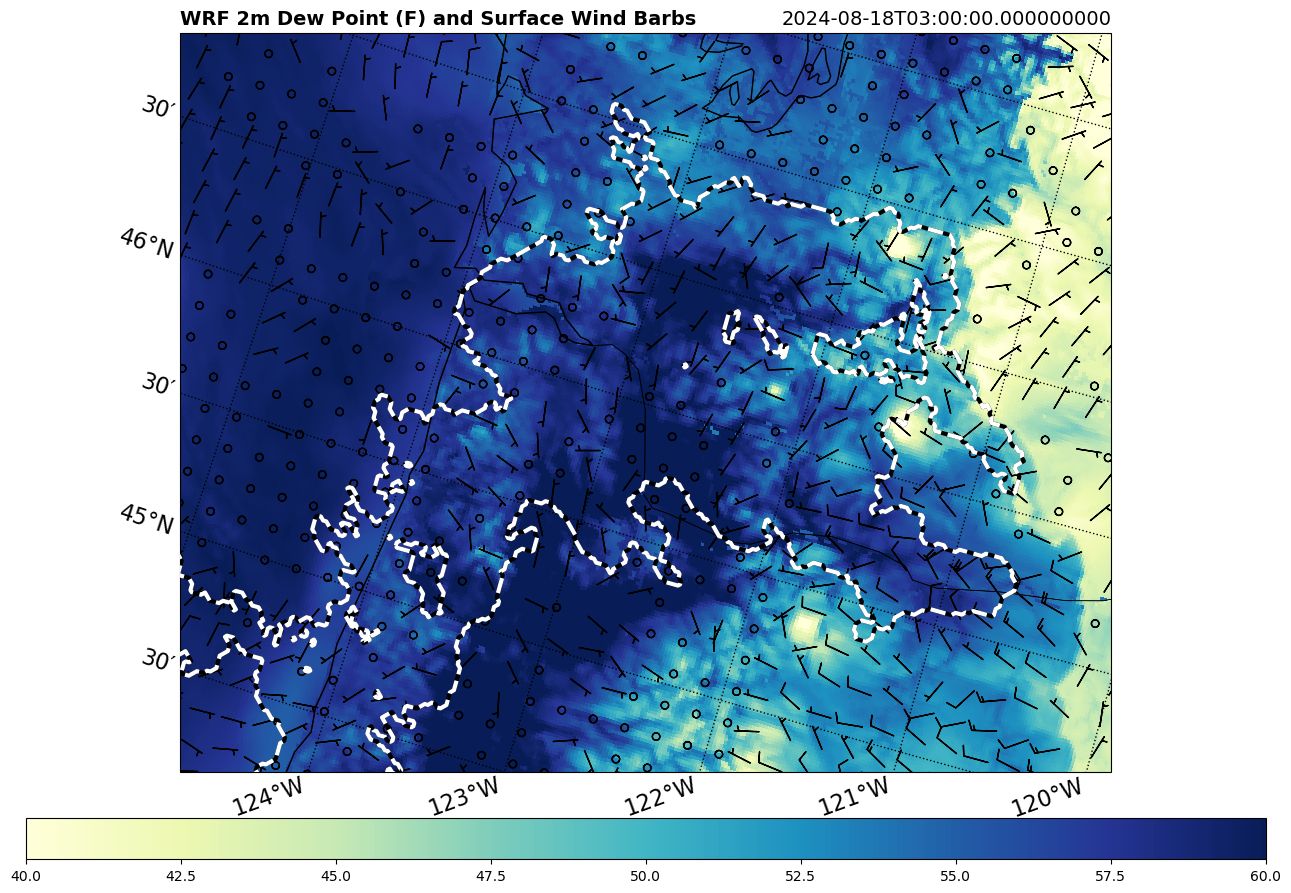 WRF 2m Dew Point (F) and Surface Wind Barbs 2024-08-18T03:00:00.000000000
30′
46°N
30′
45°N
30′
124°W 123°W 122°W 121°W 120°W
40.0 42.5 45.0 47.5 50.0 52.5 55.0 57.5 60.0